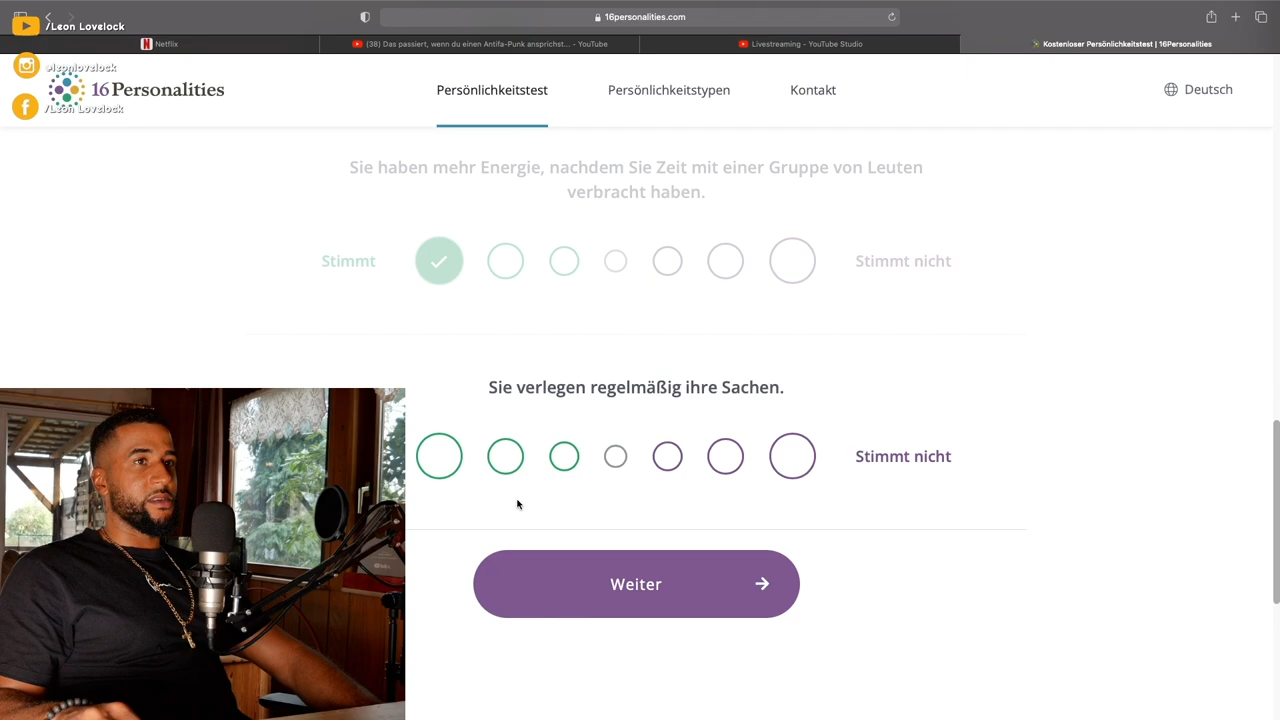 /Leon Lovelock
16personalities.com
Netflix
(38) Das passiert, wenn du einen Antifa-Punk ansprichst... - YouTube
Livestreaming - YouTube Studio
Kostenloser Persönlichkeitstest | 16Personalities
@leonlovelock
16Personalities
/Leon Lovelock
Persönlichkeitstest
Persönlichkeitstypen
Kontakt
Deutsch
Sie haben mehr Energie, nachdem Sie Zeit mit einer Gruppe von Leuten
verbracht haben.
Stimmt
Stimmt nicht
Sie verlegen regelmäßig ihre Sachen.
Stimmt nicht
Weiter